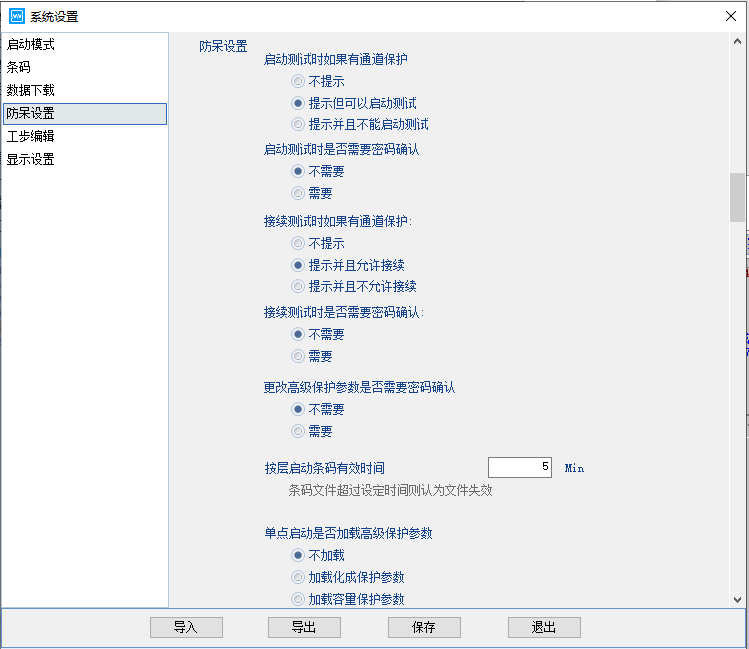 系统设置
启动模式
条码
数据下载
防呆设置
工步编辑
显示设置
防呆设置
启动测试时如果有通道保护
不提示
提示但可以启动测试
提示并且不能启动测试
启动测试时是否需要密码确认
不需要
需要
接续测试时如果有通道保护:
不提示
提示并且允许接续
提示并且不允许接续
接续测试时是否需要密码确认:
不需要
需要
更改高级保护参数是否需要密码确认
不需要
需要
按层启动条码有效时间 5 Min
条码文件超过设定时间则认为文件失效
单点启动是否加载高级保护参数
不加载
加载化成保护参数
加载容量保护参数
导入 导出 保存 退出